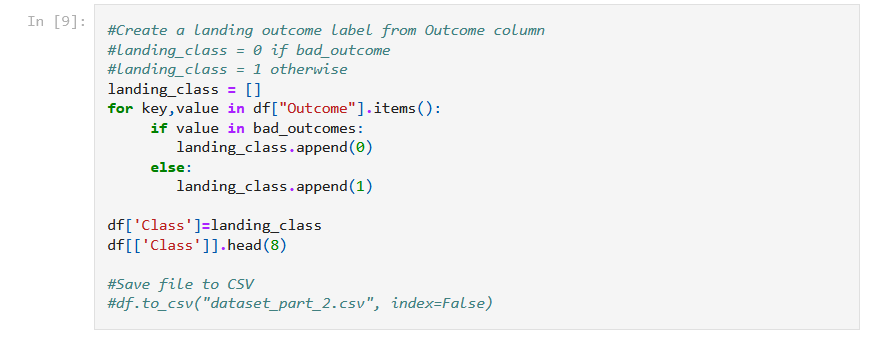 In [9]:
#Create a landing outcome label from Outcome column
#landing_class = 0 if bad_outcome
#landing_class = 1 otherwise
landing_class = []
for key,value in df["Outcome"].items():
     if value in bad_outcomes:
        landing_class.append(0)
     else:
        landing_class.append(1)
df['Class']=landing_class
df[['Class']].head(8)
#Save file to CSV
#df.to_csv("dataset_part_2.csv", index=False)